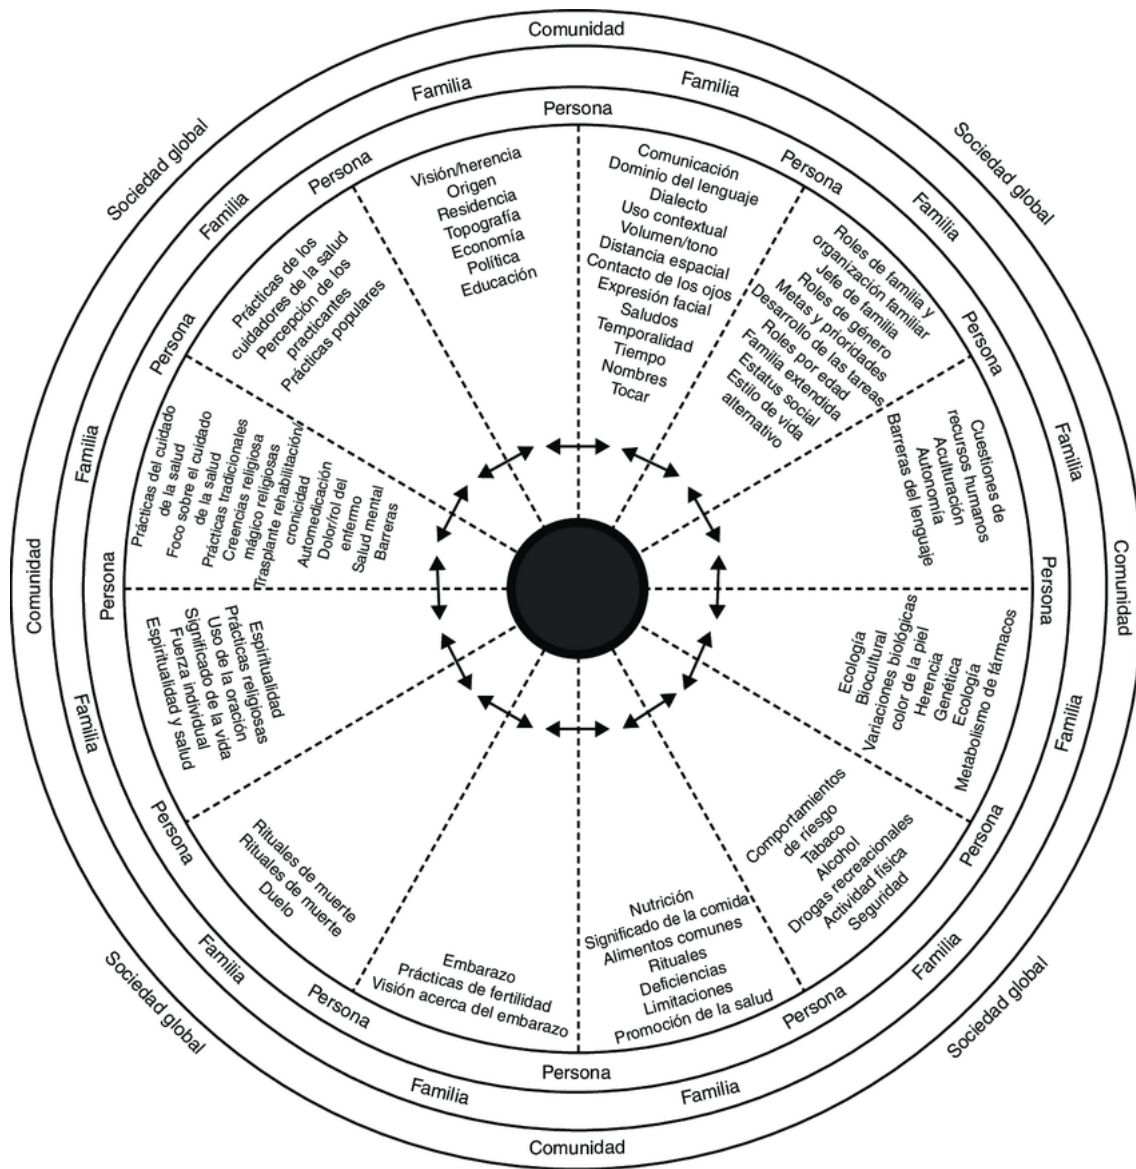 Comunidad
Familia
Familia
Persona
Sociedad global
Sociedad global
Persona
Persona
Familia
Familia
Visión/herencia
Origen
Residencia
Topografía
Economía
Política
Educación
Comunicación
Dominio del lenguaje
Dialecto
Uso contextual
Volumen/tono
Distancia espacial
Contacto de los ojos
Expresión facial
Saludos
Temporalidad
Tiempo
Nombres
Tocar
Roles de familia y
organización familiar
Jefe de familia
Roles de género
Metas y prioridades
Desarrollo de las tareas
Roles por edad
Familia extendida
Estatus social
Estilo de vida
alternativo
Persona
Familia
Cuestiones de
recursos humanos
Aculturación
Autonomía
Barreras del lenguaje
Persona
Comunidad
Ecología
Biocultural
Variaciones biológicas
color de la piel
Herencia
Genética
Ecología
Metabolismo de fármacos
Familia
Persona
Comportamientos
de riesgo
Tabaco
Alcohol
Drogas recreacionales
Actividad física
Seguridad
Familia
Persona
Sociedad global
Nutrición
Significado de la comida
Alimentos comunes
Rituales
Deficiencias
Limitaciones
Promoción de la salud
Familia
Persona
Comunidad
Embarazo
Prácticas de fertilidad
Visión acerca del embarazo
Familia
Persona
Rituales de muerte
Rituales de muerte
Duelo
Familia
Sociedad global
Persona
Espiritualidad
Prácticas religiosas
Uso de la oración
Significado de la vida
Fuerza individual
Espiritualidad y salud
Familia
Persona
Comunidad
Prácticas del cuidado
de la salud
Foco sobre el cuidado
de la salud
Prácticas tradicionales
Creencias religiosa
mágico religiosas
Trasplante rehabilitación/
cronicidad
Automedicación
Dolor/rol del
enfermo
Salud mental
Barreras
Familia
Persona
Prácticas de los
cuidadores de la salud
Percepción de los
practicantes
Prácticas populares